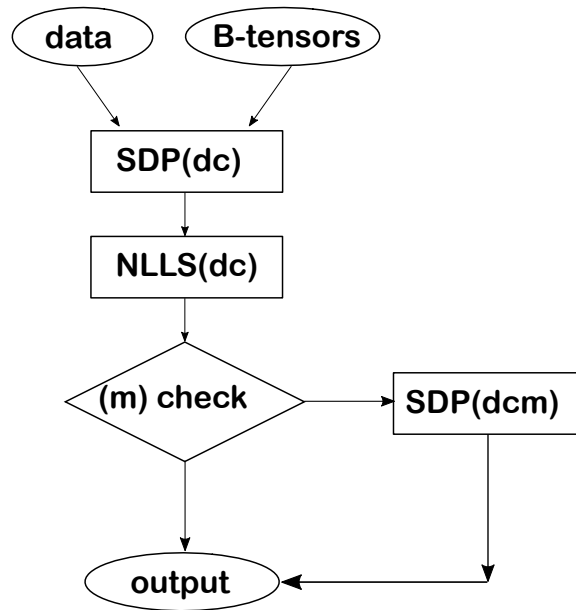 data
B-tensors
SDP(dc)
NLLS(dc)
(m) check
SDP(dcm)
output